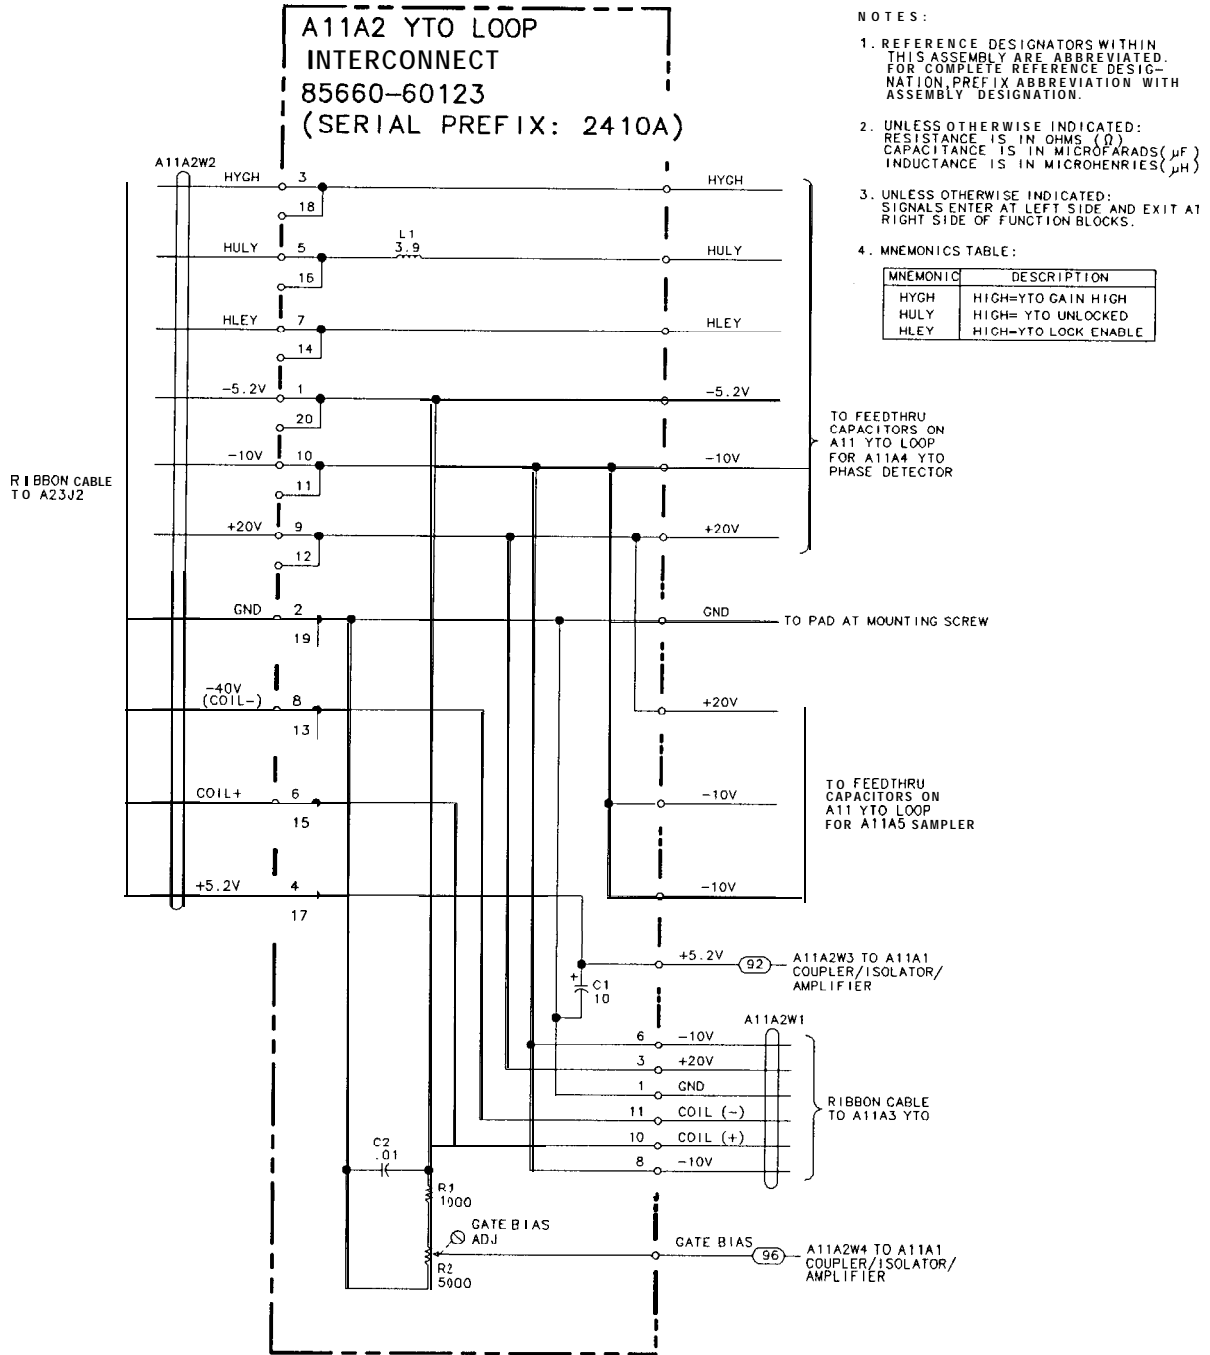 A11A2 YTO LOOP
INTERCONNECT
85660-60123
(SERIAL PREFIX: 2410A)
NOTES:
1. REFERENCE DESIGNATORS WITHIN
THIS ASSEMBLY ARE ABBREVIATED.
FOR COMPLETE REFERENCE DESIG-
NATION, PREFIX ABBREVIATION WITH
ASSEMBLY DESIGNATION.
2. UNLESS OTHERWISE INDICATED:
RESISTANCE IS IN OHMS (Ω)
CAPACITANCE IS IN MICROFARADS (µF)
INDUCTANCE IS IN MICROHENRIES (µH)
3. UNLESS OTHERWISE INDICATED:
SIGNALS ENTER AT LEFT SIDE AND EXIT AT
RIGHT SIDE OF FUNCTION BLOCKS.
4. MNEMONICS TABLE:
MNEMONIC DESCRIPTION
HYGH HIGH=YTO GAIN HIGH
HULY HIGH= YTO UNLOCKED
HLEY HIGH=YTO LOCK ENABLE
A11A2W2
HYGH 3 HYGH
18
L1
HULY 5 3.9 HULY
16
HLEY 7 HLEY
14
-5.2V 1 -5.2V
20
-10V 10 -10V
11
+20V 9 +20V
12
RIBBON CABLE
TO A23J2
TO FEEDTHRU
CAPACITORS ON
A11 YTO LOOP
FOR A11A4 YTO
PHASE DETECTOR
GND 2 GND TO PAD AT MOUNTING SCREW
19
-40V
(COIL-) 8 +20V
13
COIL+ 6 -10V
15
TO FEEDTHRU
CAPACITORS ON
A11 YTO LOOP
FOR A11A5 SAMPLER
+5.2V 4 -10V
17
+5.2V 92 A11A2W3 TO A11A1
COUPLER/ISOLATOR/
AMPLIFIER
+ C1
10
A11A2W1
6 -10V
3 +20V
1 GND
11 COIL (-)
10 COIL (+)
8 -10V
RIBBON CABLE
TO A11A3 YTO
C2
.01
R1
1000
GATE BIAS
ADJ
R2
5000
GATE BIAS 96 A11A2W4 TO A11A1
COUPLER/ISOLATOR/
AMPLIFIER